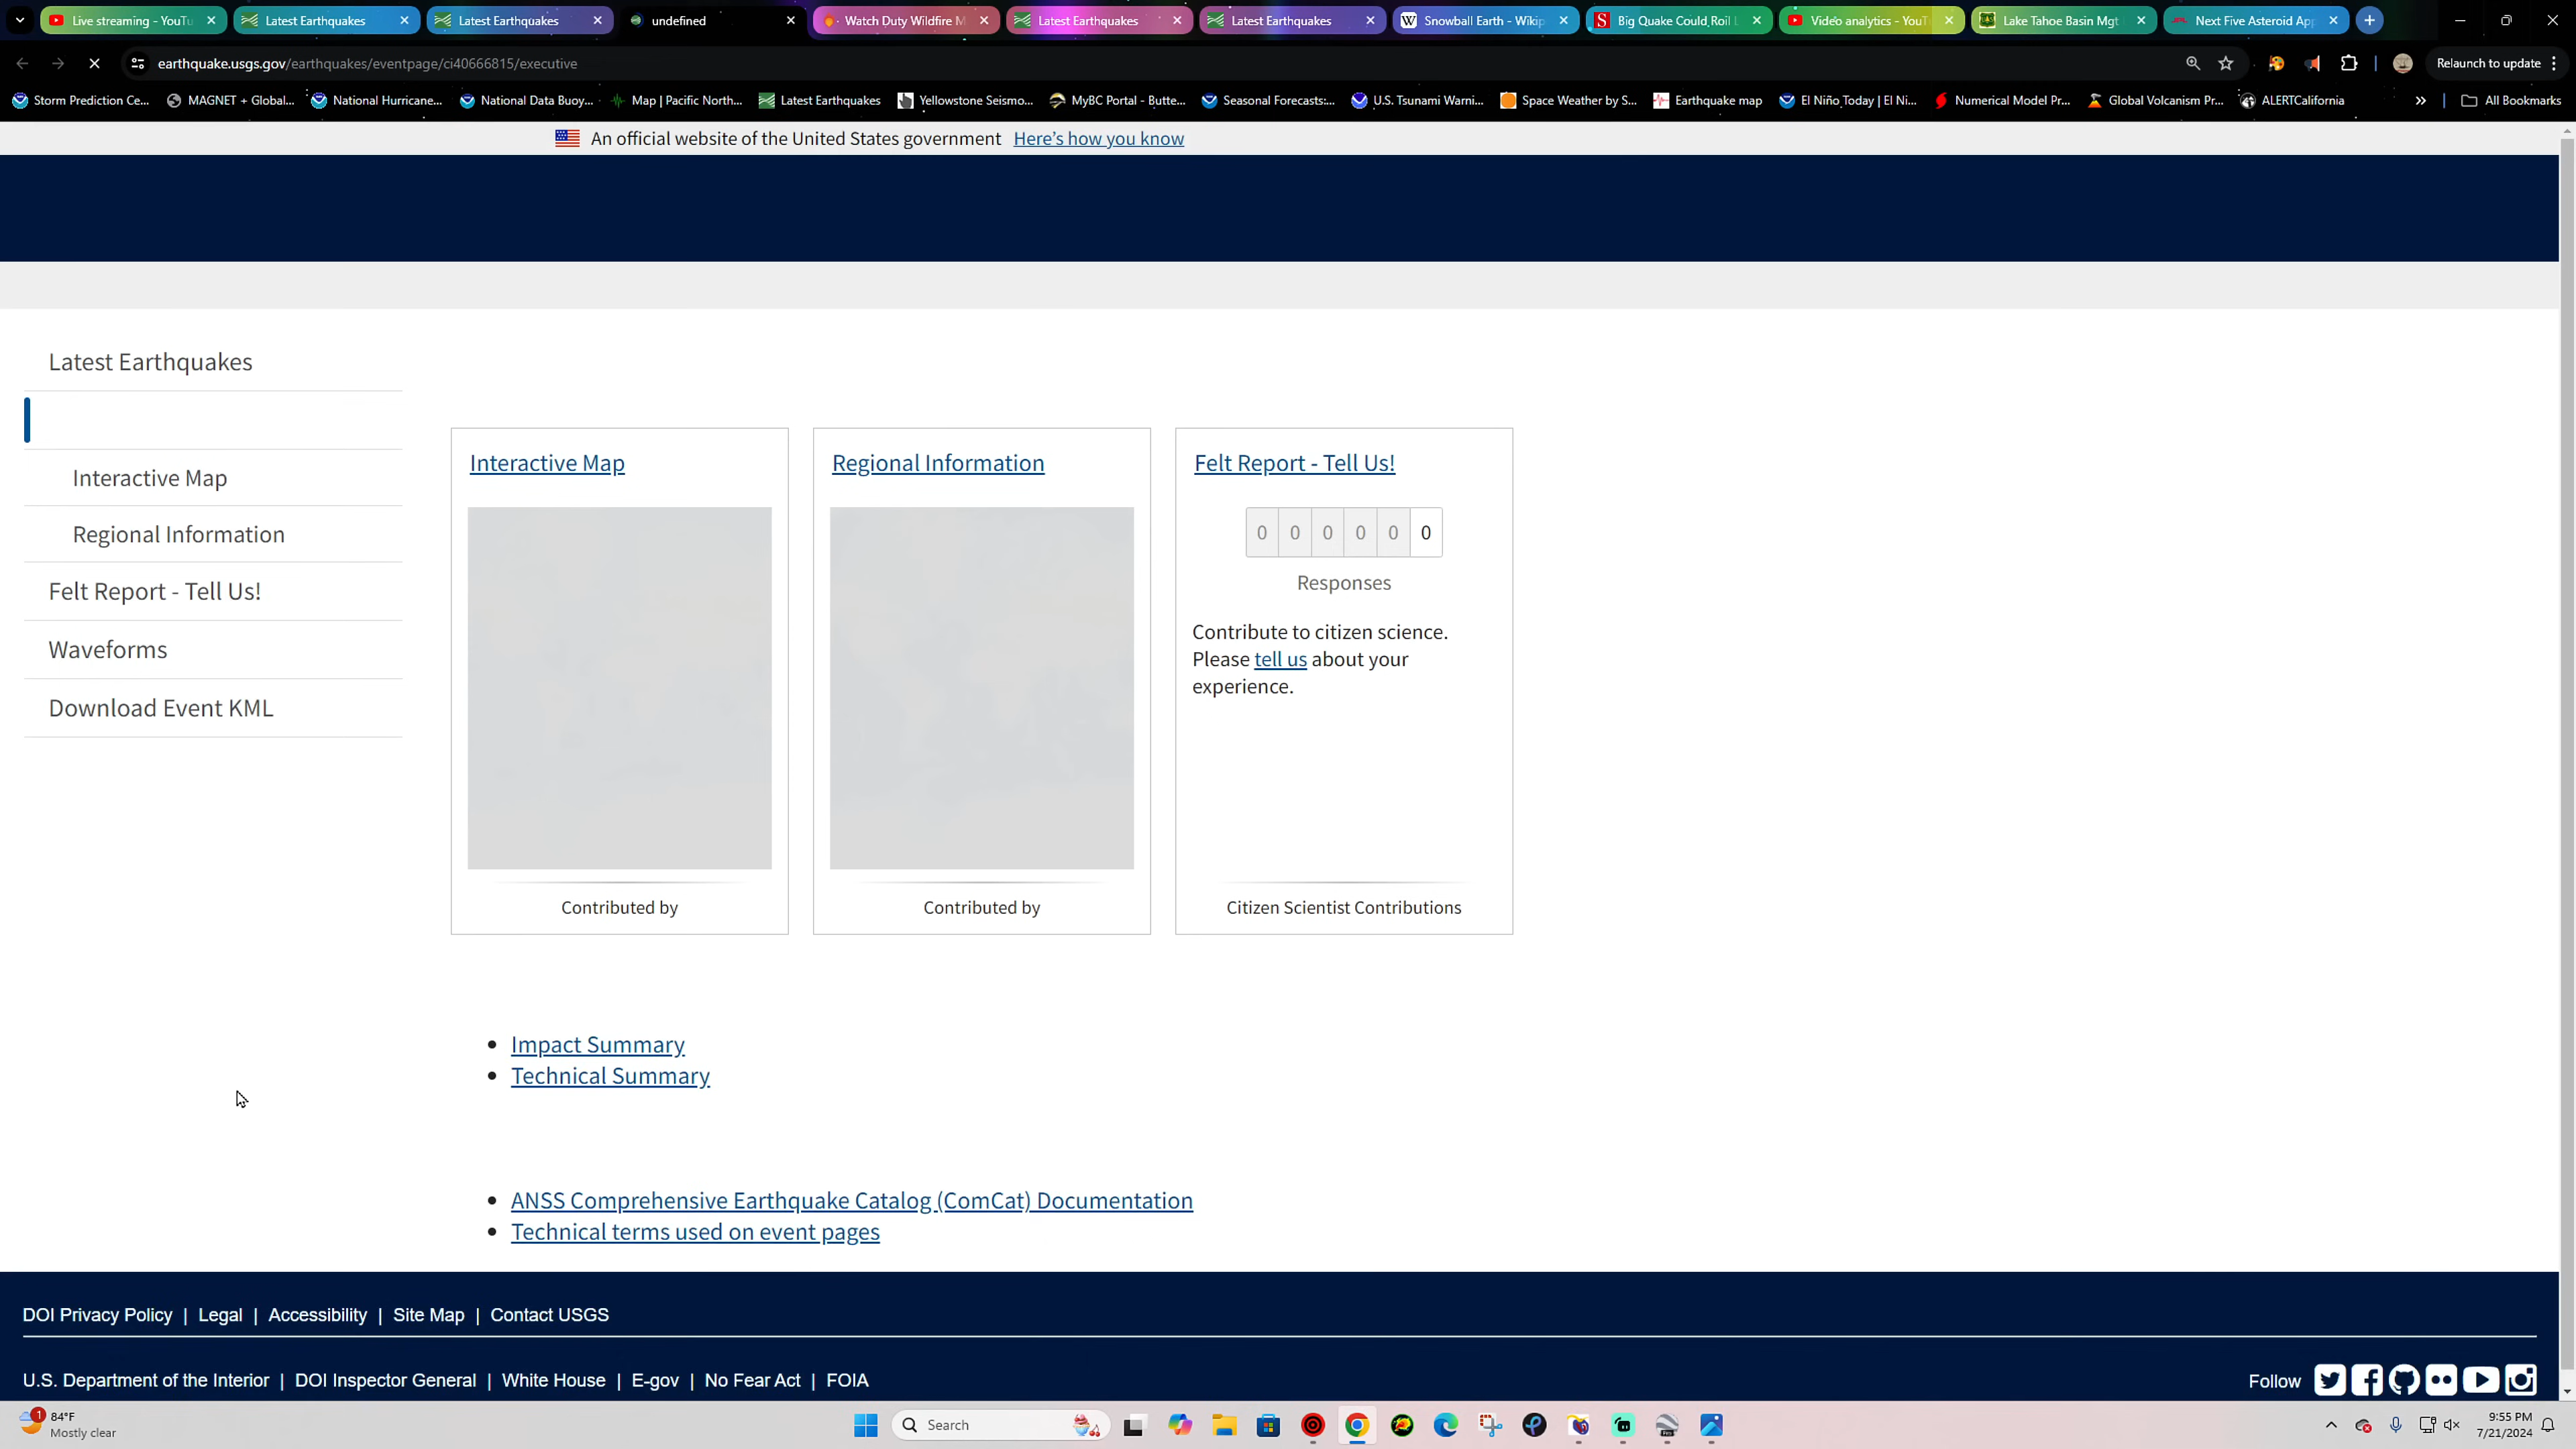 Live streaming - YouTu
Latest Earthquakes
Latest Earthquakes
undefined
Watch Duty Wildfire M
Latest Earthquakes
Latest Earthquakes
Snowball Earth - Wikip
Big Quake Could Roil L
Video analytics - YouT
Lake Tahoe Basin Mgt
Next Five Asteroid App
earthquake.usgs.gov/earthquakes/eventpage/ci40666815/executive
Relaunch to update
Storm Prediction Ce...
MAGNET + Global...
National Hurricane...
National Data Buoy...
Map | Pacific North...
Latest Earthquakes
Yellowstone Seismo...
MyBC Portal - Butte...
Seasonal Forecasts:...
U.S. Tsunami Warni...
Space Weather by S...
Earthquake map
El Niño Today | El Ni...
Numerical Model Pr...
Global Volcanism Pr...
ALERTCalifornia
All Bookmarks
An official website of the United States government Here's how you know
Latest Earthquakes
Interactive Map
Regional Information
Felt Report - Tell Us!
Waveforms
Download Event KML
Interactive Map
Contributed by
Regional Information
Contributed by
Felt Report - Tell Us!
0 0 0 0 0 0
Responses
Contribute to citizen science.
Please tell us about your
experience.
Citizen Scientist Contributions
Impact Summary
Technical Summary
ANSS Comprehensive Earthquake Catalog (ComCat) Documentation
Technical terms used on event pages
DOI Privacy Policy | Legal | Accessibility | Site Map | Contact USGS
U.S. Department of the Interior | DOI Inspector General | White House | E-gov | No Fear Act | FOIA
Follow
1
84°F
Mostly clear
Search
9:55 PM
7/21/2024